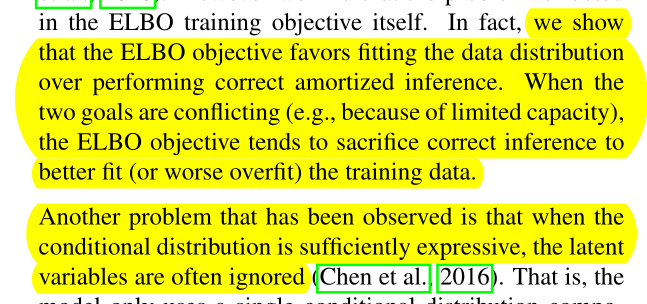 in the ELBO training objective itself. In fact, we show
that the ELBO objective favors fitting the data distribution
over performing correct amortized inference. When the
two goals are conflicting (e.g., because of limited capacity),
the ELBO objective tends to sacrifice correct inference to
better fit (or worse overfit) the training data.
Another problem that has been observed is that when the
conditional distribution is sufficiently expressive, the latent
variables are often ignored (Chen et al., 2016). That is, the